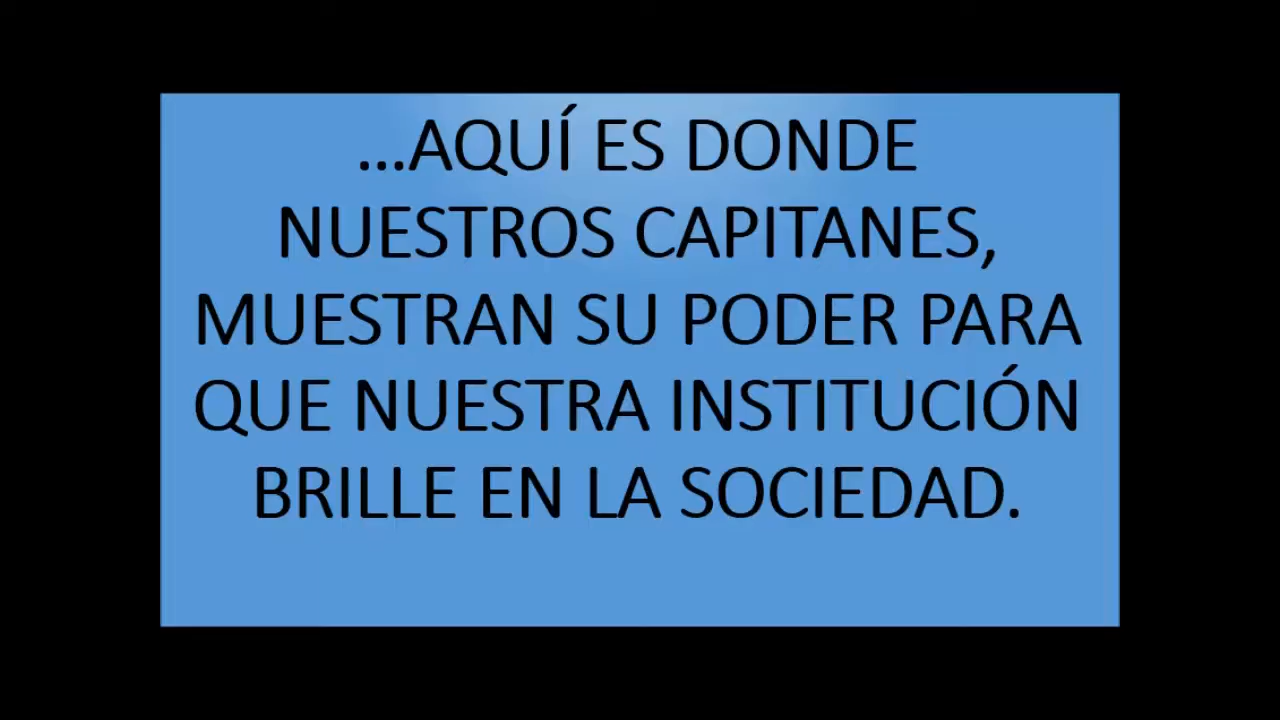 ...AQUÍ ES DONDE
NUESTROS CAPITANES,
MUESTRAN SU PODER PARA
QUE NUESTRA INSTITUCIÓN
BRILLE EN LA SOCIEDAD.